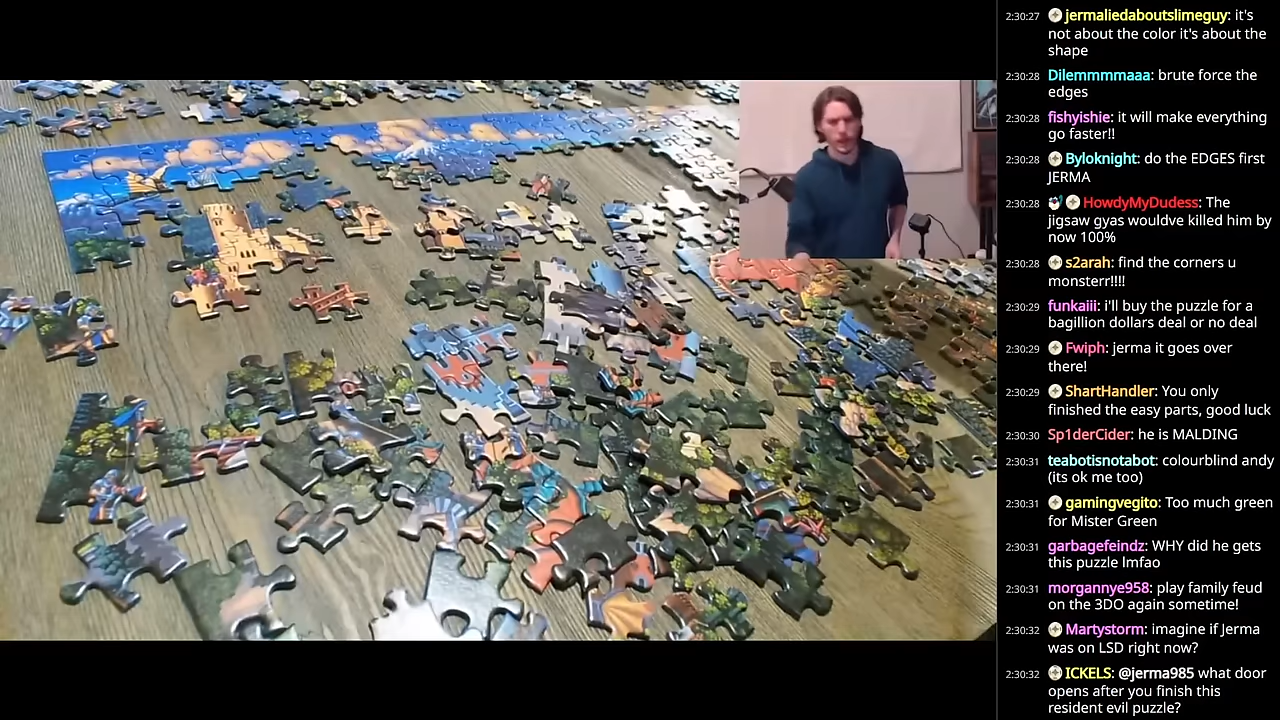 2:30:27 jermaliedaboutslimeguy: it's
not about the color it's about the
shape
2:30:28 Dilemmmmaaa: brute force the
edges
2:30:28 fishyishie: it will make everything
go faster!!
2:30:28 Byloknight: do the EDGES first
JERMA
2:30:28 HowdyMyDudess: The
jigsaw gyas wouldve killed him by
now 100%
2:30:28 s2arah: find the corners u
monsterr!!!!
2:30:29 funkaiii: i'll buy the puzzle for a
bagillion dollars deal or no deal
2:30:29 Fwiph: jerma it goes over
there!
2:30:29 ShartHandler: You only
finished the easy parts, good luck
2:30:30 Sp1derCider: he is MALDING
2:30:31 teabotisnotabot: colourblind andy
(its ok me too)
2:30:31 gamingvegito: Too much green
for Mister Green
2:30:31 garbagefeindz: WHY did he gets
this puzzle lmfao
2:30:31 morgannye958: play family feud
on the 3DO again sometime!
2:30:32 Martystorm: imagine if Jerma
was on LSD right now?
2:30:32 ICKELS: @jerma985 what door
opens after you finish this
resident evil puzzle?